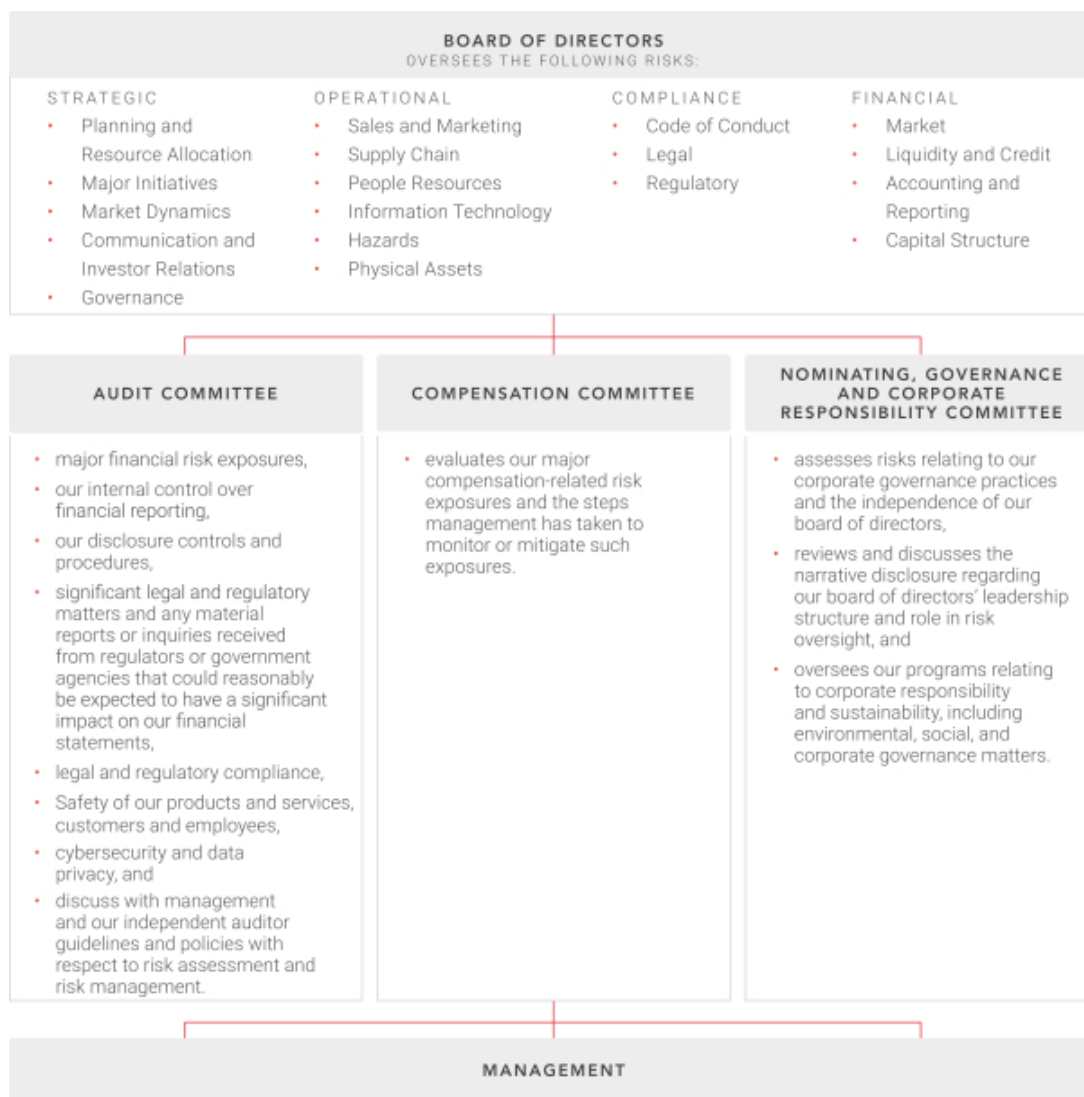 BOARD OF DIRECTORS
OVERSEES THE FOLLOWING RISKS:
STRATEGIC
• Planning and
Resource Allocation
• Major Initiatives
• Market Dynamics
• Communication and
Investor Relations
• Governance
OPERATIONAL
• Sales and Marketing
• Supply Chain
• People Resources
• Information Technology
• Hazards
• Physical Assets
COMPLIANCE
• Code of Conduct
• Legal
• Regulatory
FINANCIAL
• Market
• Liquidity and Credit
• Accounting and
Reporting
• Capital Structure
AUDIT COMMITTEE
• major financial risk exposures,
• our internal control over
financial reporting,
• our disclosure controls and
procedures,
• significant legal and regulatory
matters and any material
reports or inquiries received
from regulators or government
agencies that could reasonably
be expected to have a significant
impact on our financial
statements,
• legal and regulatory compliance,
• Safety of our products and services,
customers and employees,
• cybersecurity and data
privacy, and
• discuss with management
and our independent auditor
guidelines and policies with
respect to risk assessment and
risk management.
COMPENSATION COMMITTEE
• evaluates our major
compensation-related risk
exposures and the steps
management has taken to
monitor or mitigate such
exposures.
NOMINATING, GOVERNANCE
AND CORPORATE
RESPONSIBILITY COMMITTEE
• assesses risks relating to our
corporate governance practices
and the independence of our
board of directors,
• reviews and discusses the
narrative disclosure regarding
our board of directors' leadership
structure and role in risk
oversight, and
• oversees our programs relating
to corporate responsibility
and sustainability, including
environmental, social, and
corporate governance matters.
MANAGEMENT